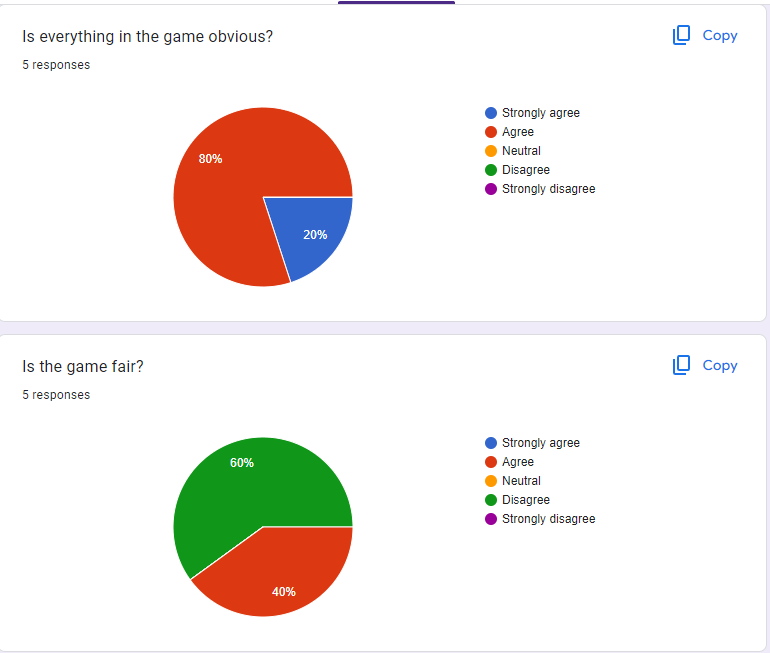 Is everything in the game obvious?
Copy
5 responses
80%
20%
Strongly agree
Agree
Neutral
Disagree
Strongly disagree
Is the game fair?
Copy
5 responses
60%
40%
Strongly agree
Agree
Neutral
Disagree
Strongly disagree